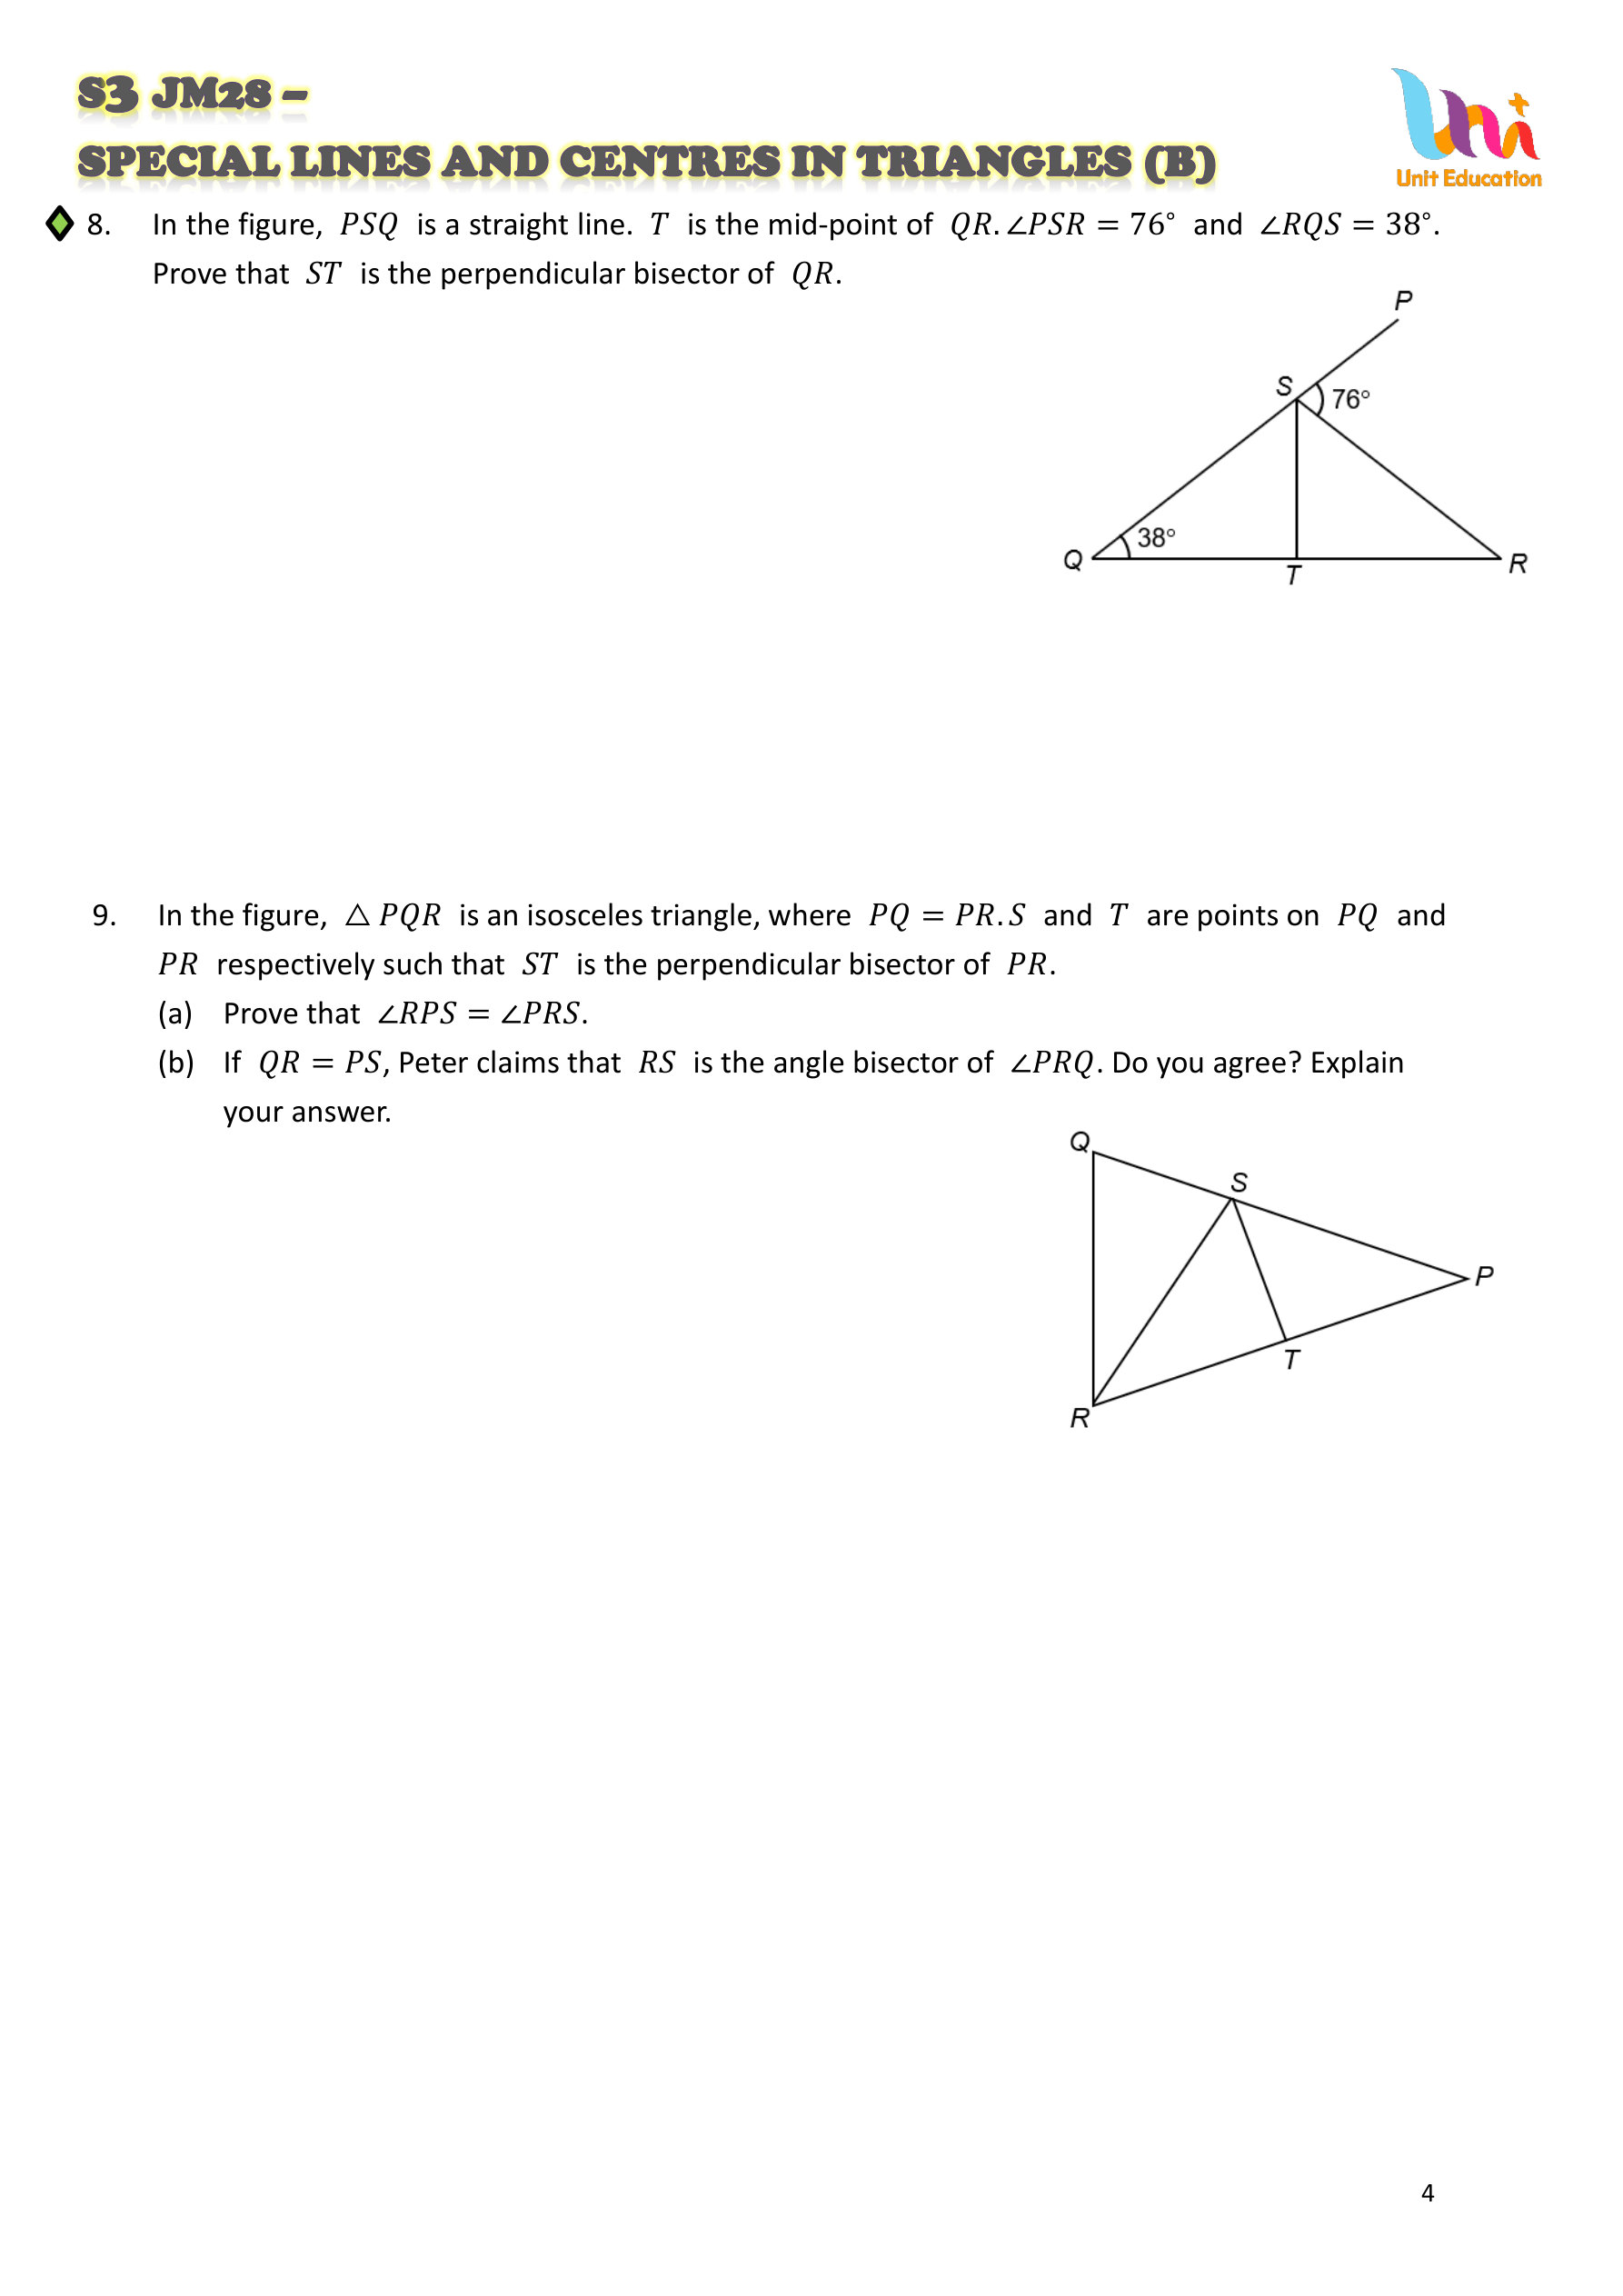 S3 JM28 –
SPECIAL LINES AND CENTRES IN TRIANGLES (B)
Unit Education
8. In the figure, PSQ is a straight line. T is the mid-point of QR. ∠PSR = 76° and ∠RQS = 38°.
Prove that ST is the perpendicular bisector of QR.
P
S
76°
38°
Q
T
R
9. In the figure, △ PQR is an isosceles triangle, where PQ = PR. S and T are points on PQ and
PR respectively such that ST is the perpendicular bisector of PR.
(a) Prove that ∠RPS = ∠PRS.
(b) If QR = PS, Peter claims that RS is the angle bisector of ∠PRQ. Do you agree? Explain
your answer.
Q
S
P
T
R
4